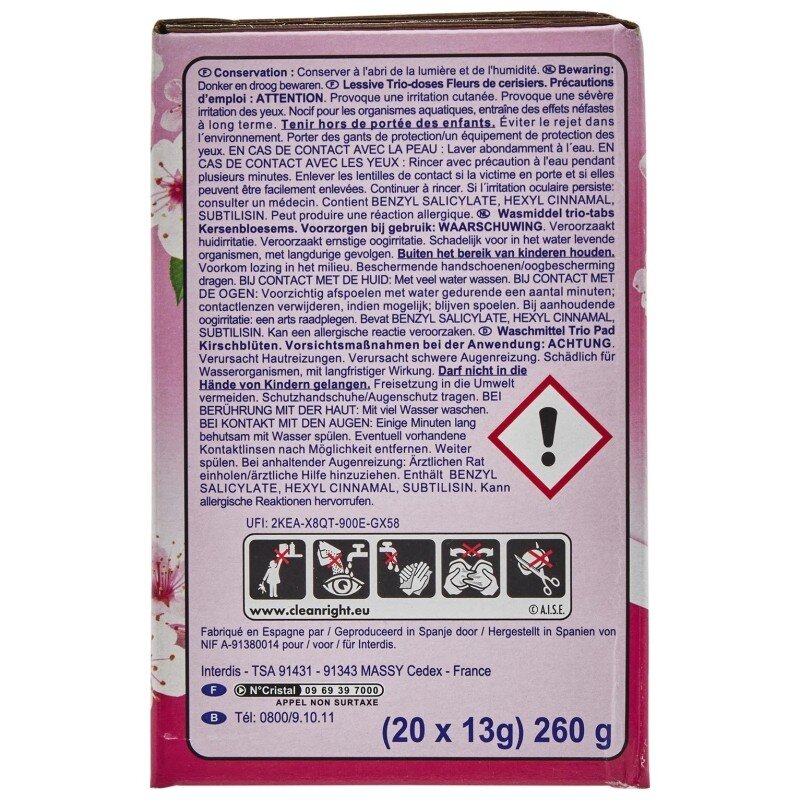 Ⓕ Conservation : Conserver à l'abri de la lumière et de l'humidité. ⓃⓁ Bewaring:
Donker en droog bewaren. Ⓕ Lessive Trio-doses Fleurs de cerisiers. Précautions
d'emploi : ATTENTION. Provoque une irritation cutanée. Provoque une sévère
irritation des yeux. Nocif pour les organismes aquatiques, entraîne des effets néfastes
à long terme. Tenir hors de portée des enfants. Éviter le rejet dans
l´environnement. Porter des gants de protection/un équipement de protection des
yeux. EN CAS DE CONTACT AVEC LA PEAU : Laver abondamment à l´eau. EN
CAS DE CONTACT AVEC LES YEUX : Rincer avec précaution à l'eau pendant
plusieurs minutes. Enlever les lentilles de contact si la victime en porte et si elles
peuvent être facilement enlevées. Continuer à rincer. Si l´irritation oculaire persiste:
consulter un médecin. Contient BENZYL SALICYLATE, HEXYL CINNAMAL,
SUBTILISIN. Peut produire une réaction allergique. ⓃⓁ Wasmiddel trio-tabs
Kersenbloesems. Voorzorgen bij gebruik: WAARSCHUWING. Veroorzaakt
huidirritatie. Veroorzaakt ernstige oogirritatie. Schadelijk voor in het water levende
organismen, met langdurige gevolgen. Buiten het bereik van kinderen houden.
Voorkom lozing in het milieu. Beschermende handschoenen/oogbescherming
dragen. BIJ CONTACT MET DE HUID: Met veel water wassen. BIJ CONTACT MET
DE OGEN: Voorzichtig afspoelen met water gedurende een aantal minuten;
contactlenzen verwijderen, indien mogelijk; blijven spoelen. Bij aanhoudende
oogirritatie: een arts raadplegen. Bevat BENZYL SALICYLATE, HEXYL CINNAMAL,
SUBTILISIN. Kan een allergische reactie veroorzaken. Ⓓ Waschmittel Trio Pad
Kirschblüten. Vorsichtsmaßnahmen bei der Anwendung: ACHTUNG.
Verursacht Hautreizungen. Verursacht schwere Augenreizung. Schädlich für
Wasserorganismen, mit langfristiger Wirkung. Darf nicht in die
Hände von Kindern gelangen. Freisetzung in die Umwelt
vermeiden. Schutzhandschuhe/Augenschutz tragen. BEI
BERÜHRUNG MIT DER HAUT: Mit viel Wasser waschen.
BEI KONTAKT MIT DEN AUGEN: Einige Minuten lang
behutsam mit Wasser spülen. Eventuell vorhandene
Kontaktlinsen nach Möglichkeit entfernen. Weiter
spülen. Bei anhaltender Augenreizung: Ärztlichen Rat
einholen/ärztliche Hilfe hinzuziehen. Enthält BENZYL
SALICYLATE, HEXYL CINNAMAL, SUBTILISIN. Kann
allergische Reaktionen hervorrufen.
UFI: 2KEA-X8QT-900E-GX58
www.cleanright.eu
© A.I.S.E.
Fabriqué en Espagne par / Geproduceerd in Spanje door / Hergestellt in Spanien von
NIF A-91380014 pour / voor / für Interdis.
Interdis - TSA 91431 - 91343 MASSY Cedex - France
F N°Cristal 09 69 39 7000
APPEL NON SURTAXE
B Tél: 0800/9.10.11
(20 x 13g) 260 g